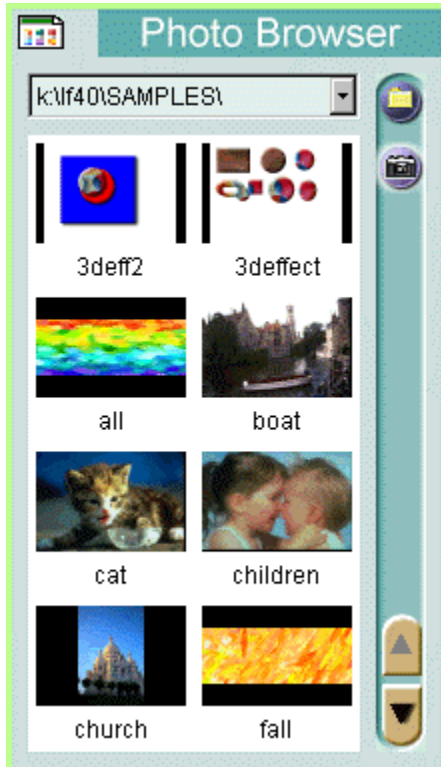 Photo Browser
k:\lf40\SAMPLES\
3deff2 3deffect
all boat
cat children
church fall